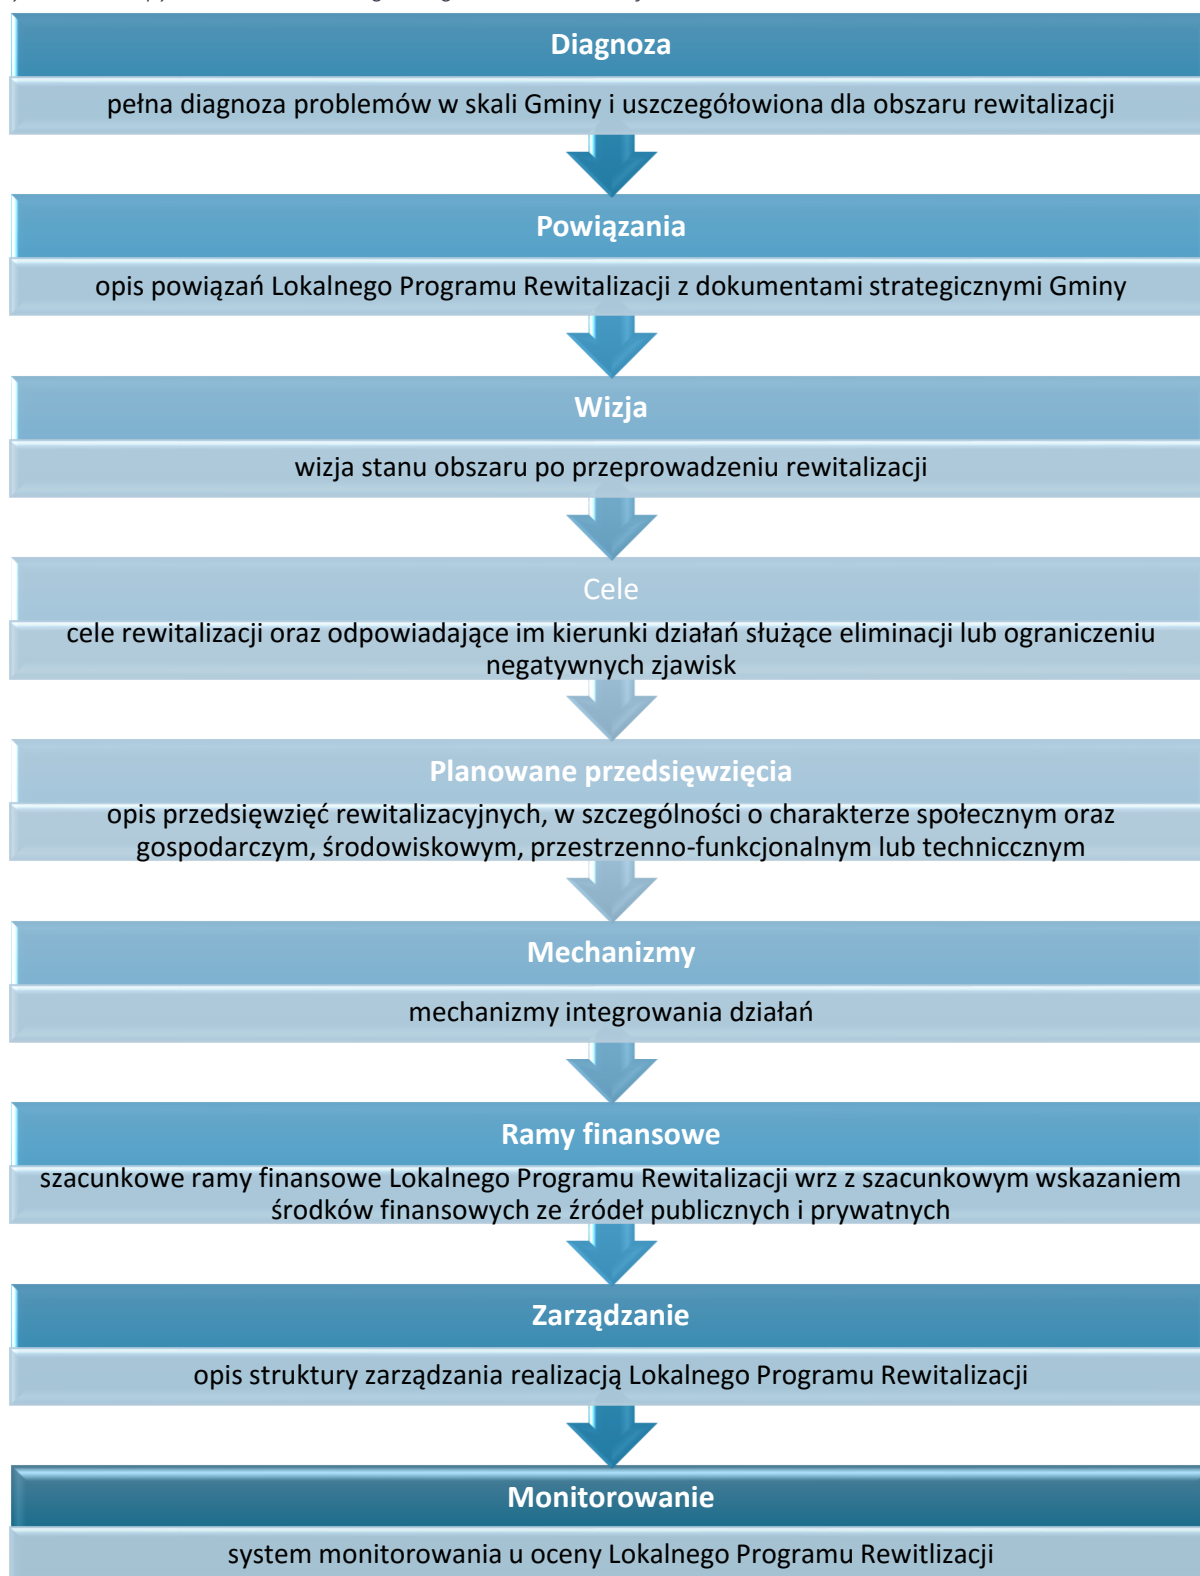 Diagnoza
pełna diagnoza problemów w skali Gminy i uszczegółowiona dla obszaru rewitalizacji
Powiązania
opis powiązań Lokalnego Programu Rewitalizacji z dokumentami strategicznymi Gminy
Wizja
wizja stanu obszaru po przeprowadzeniu rewitalizacji
Cele
cele rewitalizacji oraz odpowiadające im kierunki działań służące eliminacji lub ograniczeniu
negatywnych zjawisk
Planowane przedsięwzięcia
opis przedsięwzięć rewitalizacyjnych, w szczególności o charakterze społecznym oraz
gospodarczym, środowiskowym, przestrzenno-funkcjonalnym lub techniccznym
Mechanizmy
mechanizmy integrowania działań
Ramy finansowe
szacunkowe ramy finansowe Lokalnego Programu Rewitalizacji wrz z szacunkowym wskazaniem
środków finansowych ze źródeł publicznych i prywatnych
Zarządzanie
opis struktury zarządzania realizacją Lokalnego Programu Rewitalizacji
Monitorowanie
system monitorowania u oceny Lokalnego Programu Rewitlizacji